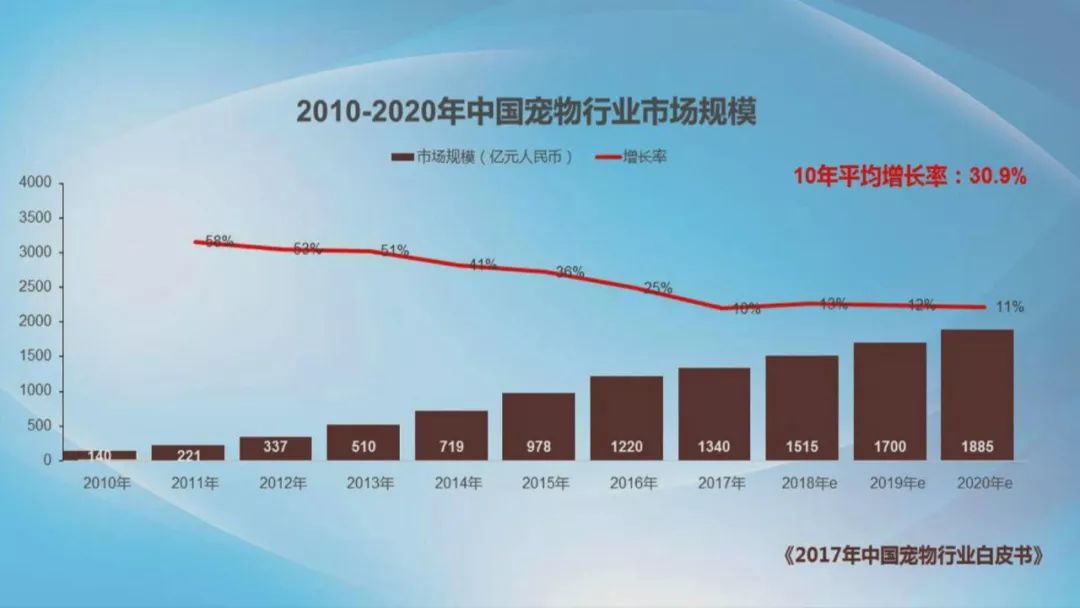 2010-2020年中国宠物行业市场规模
市场规模（亿元人民币） 增长率
10年平均增长率：30.9%
4000
3500
3000
2500
2000
1500
1000
500
0
58% 53% 51% 41% 36% 25% 10% 13% 12% 11%
140 221 337 510 719 978 1220 1340 1515 1700 1885
2010年 2011年 2012年 2013年 2014年 2015年 2016年 2017年 2018年e 2019年e 2020年e
《2017年中国宠物行业白皮书》